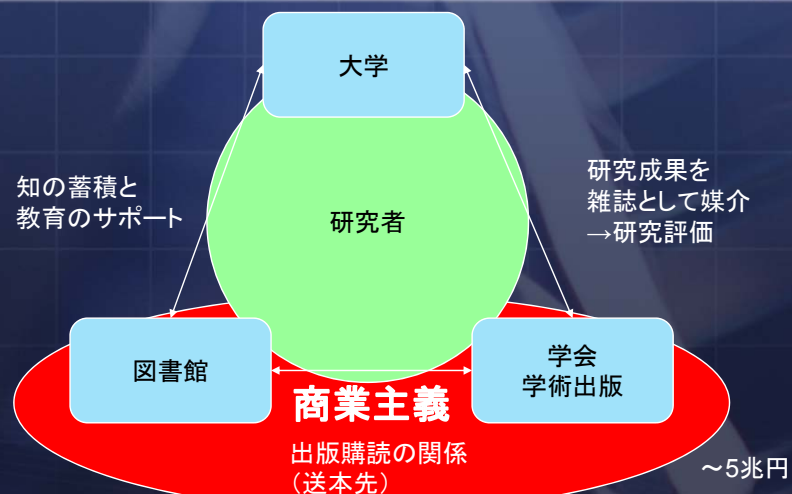 大学
知の蓄積と
教育のサポート
研究者
研究成果を
雑誌として媒介
→研究評価
図書館
学会
学術出版
商業主義
出版購読の関係
（送本先）
～5兆円